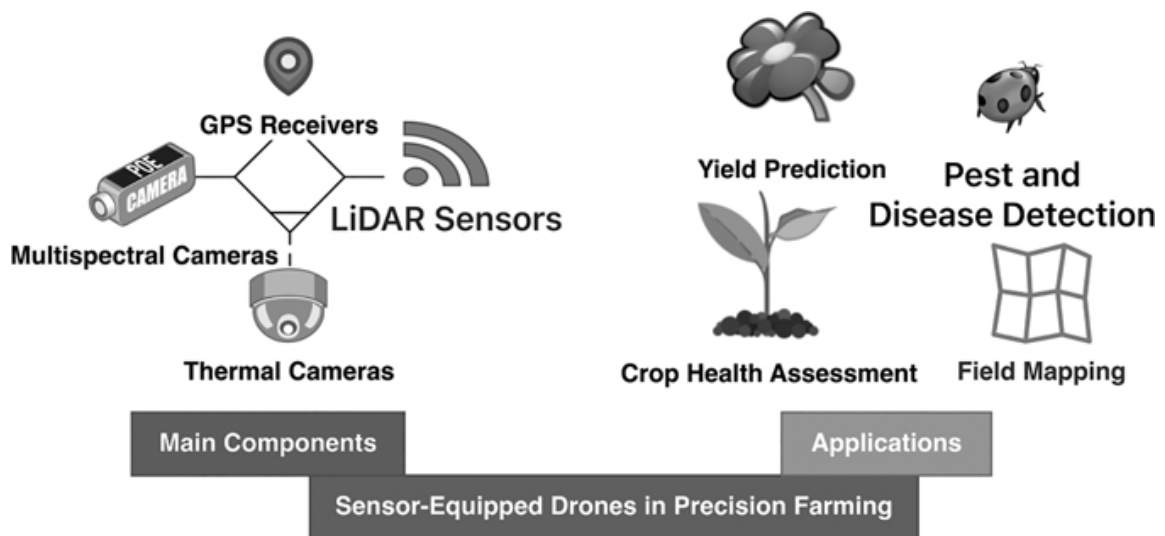 GPS Receivers
POE
CAMERA
LiDAR Sensors
Multispectral Cameras
Thermal Cameras
Yield Prediction
Pest and
Disease Detection
Crop Health Assessment
Field Mapping
Main Components
Applications
Sensor-Equipped Drones in Precision Farming